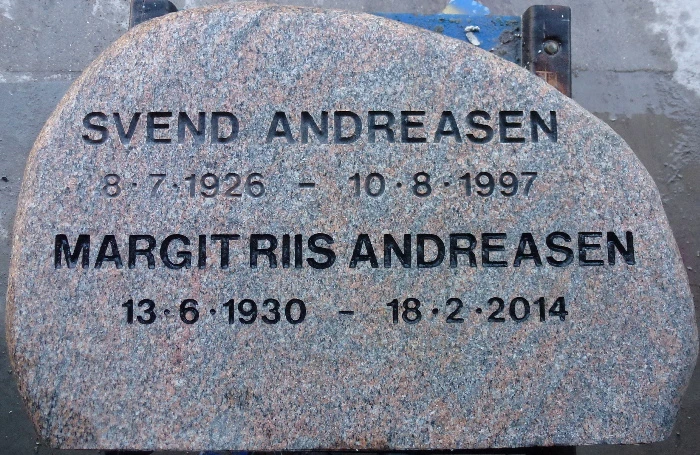 SVEND ANDREASEN
8·7·1926 – 10·8·1997
MARGIT RIIS ANDREASEN
13·6·1930 – 18·2·2014